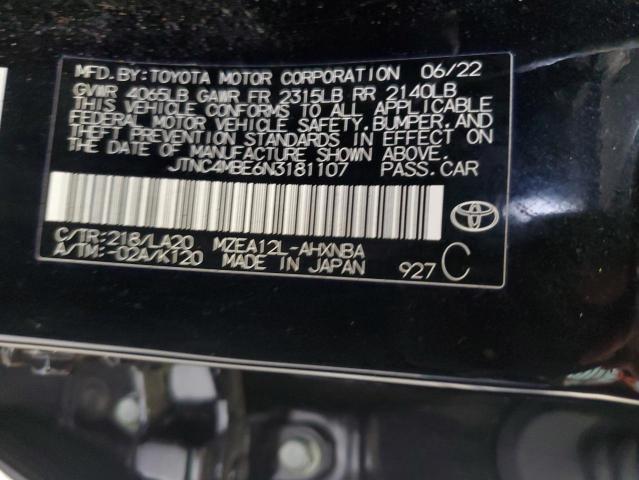 MFD. BY: TOYOTA MOTOR CORPORATION 06/22
GVWR 4065LB GAWR FR 2315LB RR 2140LB
THIS VEHICLE CONFORMS TO ALL APPLICABLE
FEDERAL MOTOR VEHICLE SAFETY, BUMPER, AND
THEFT PREVENTION STANDARDS IN EFFECT ON
THE DATE OF MANUFACTURE SHOWN ABOVE.
JTNC4MBE6N3181107 PASS. CAR
C/TR: 218/LA20 MZEA12L-AHXNBA
A/TM: -02A/K120 MADE IN JAPAN 927 C